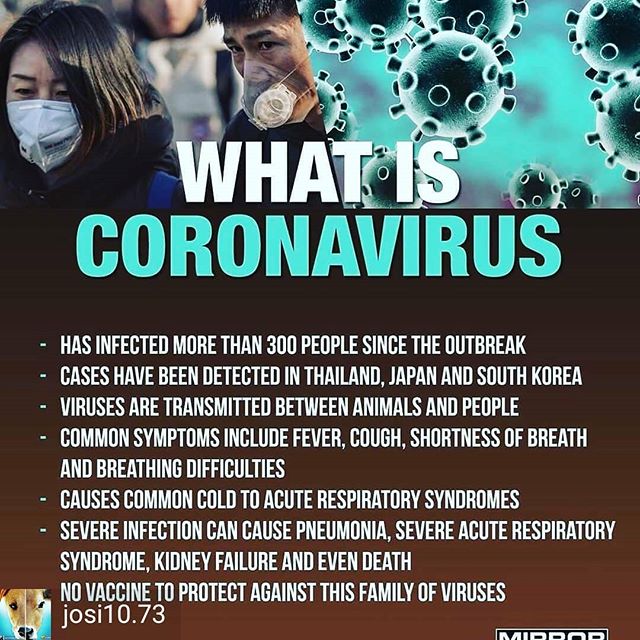 WHAT IS
CORONAVIRUS
- HAS INFECTED MORE THAN 300 PEOPLE SINCE THE OUTBREAK
- CASES HAVE BEEN DETECTED IN THAILAND, JAPAN AND SOUTH KOREA
- VIRUSES ARE TRANSMITTED BETWEEN ANIMALS AND PEOPLE
- COMMON SYMPTOMS INCLUDE FEVER, COUGH, SHORTNESS OF BREATH
AND BREATHING DIFFICULTIES
- CAUSES COMMON COLD TO ACUTE RESPIRATORY SYNDROMES
- SEVERE INFECTION CAN CAUSE PNEUMONIA, SEVERE ACUTE RESPIRATORY
SYNDROME, KIDNEY FAILURE AND EVEN DEATH
NO VACCINE TO PROTECT AGAINST THIS FAMILY OF VIRUSES
josi10.73
MIRROR